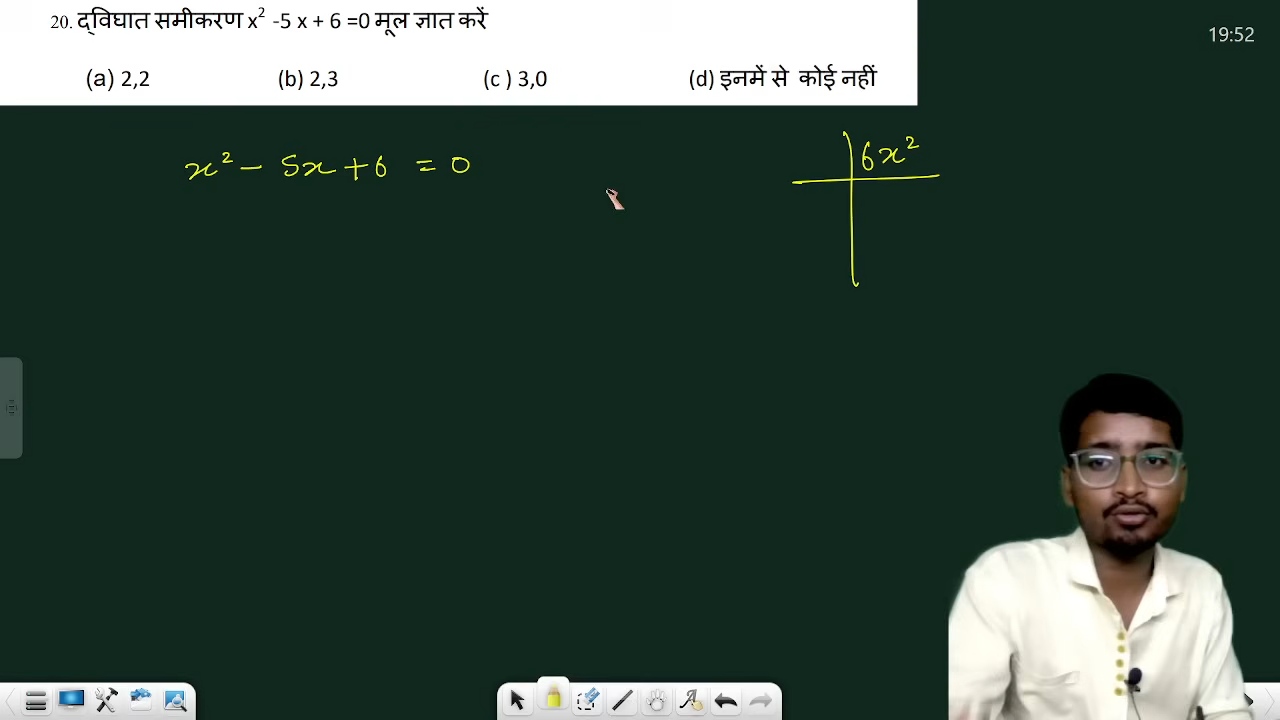 20. द्विघात समीकरण x² -5 x + 6 =0 मूल ज्ञात करें
(a) 2,2 (b) 2,3 (c ) 3,0 (d) इनमें से कोई नहीं
19:52
x² - 5x + 6 = 0
6x²